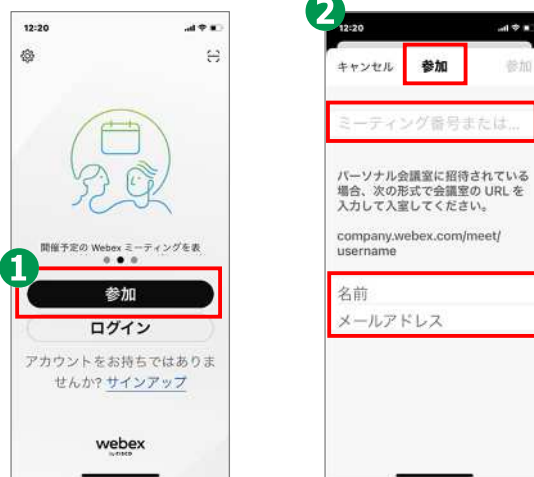 1
12:20
開催予定の Webex ミーティングを表
参加
ログイン
アカウントをお持ちではありま
せんか? サインアップ
webex
by CISCO
2
12:20
キャンセル 参加 参加
ミーティング番号または...
パーソナル会議室に招待されている
場合、次の形式で会議室の URL を
入力して入室してください。
company.webex.com/meet/
username
名前
メールアドレス